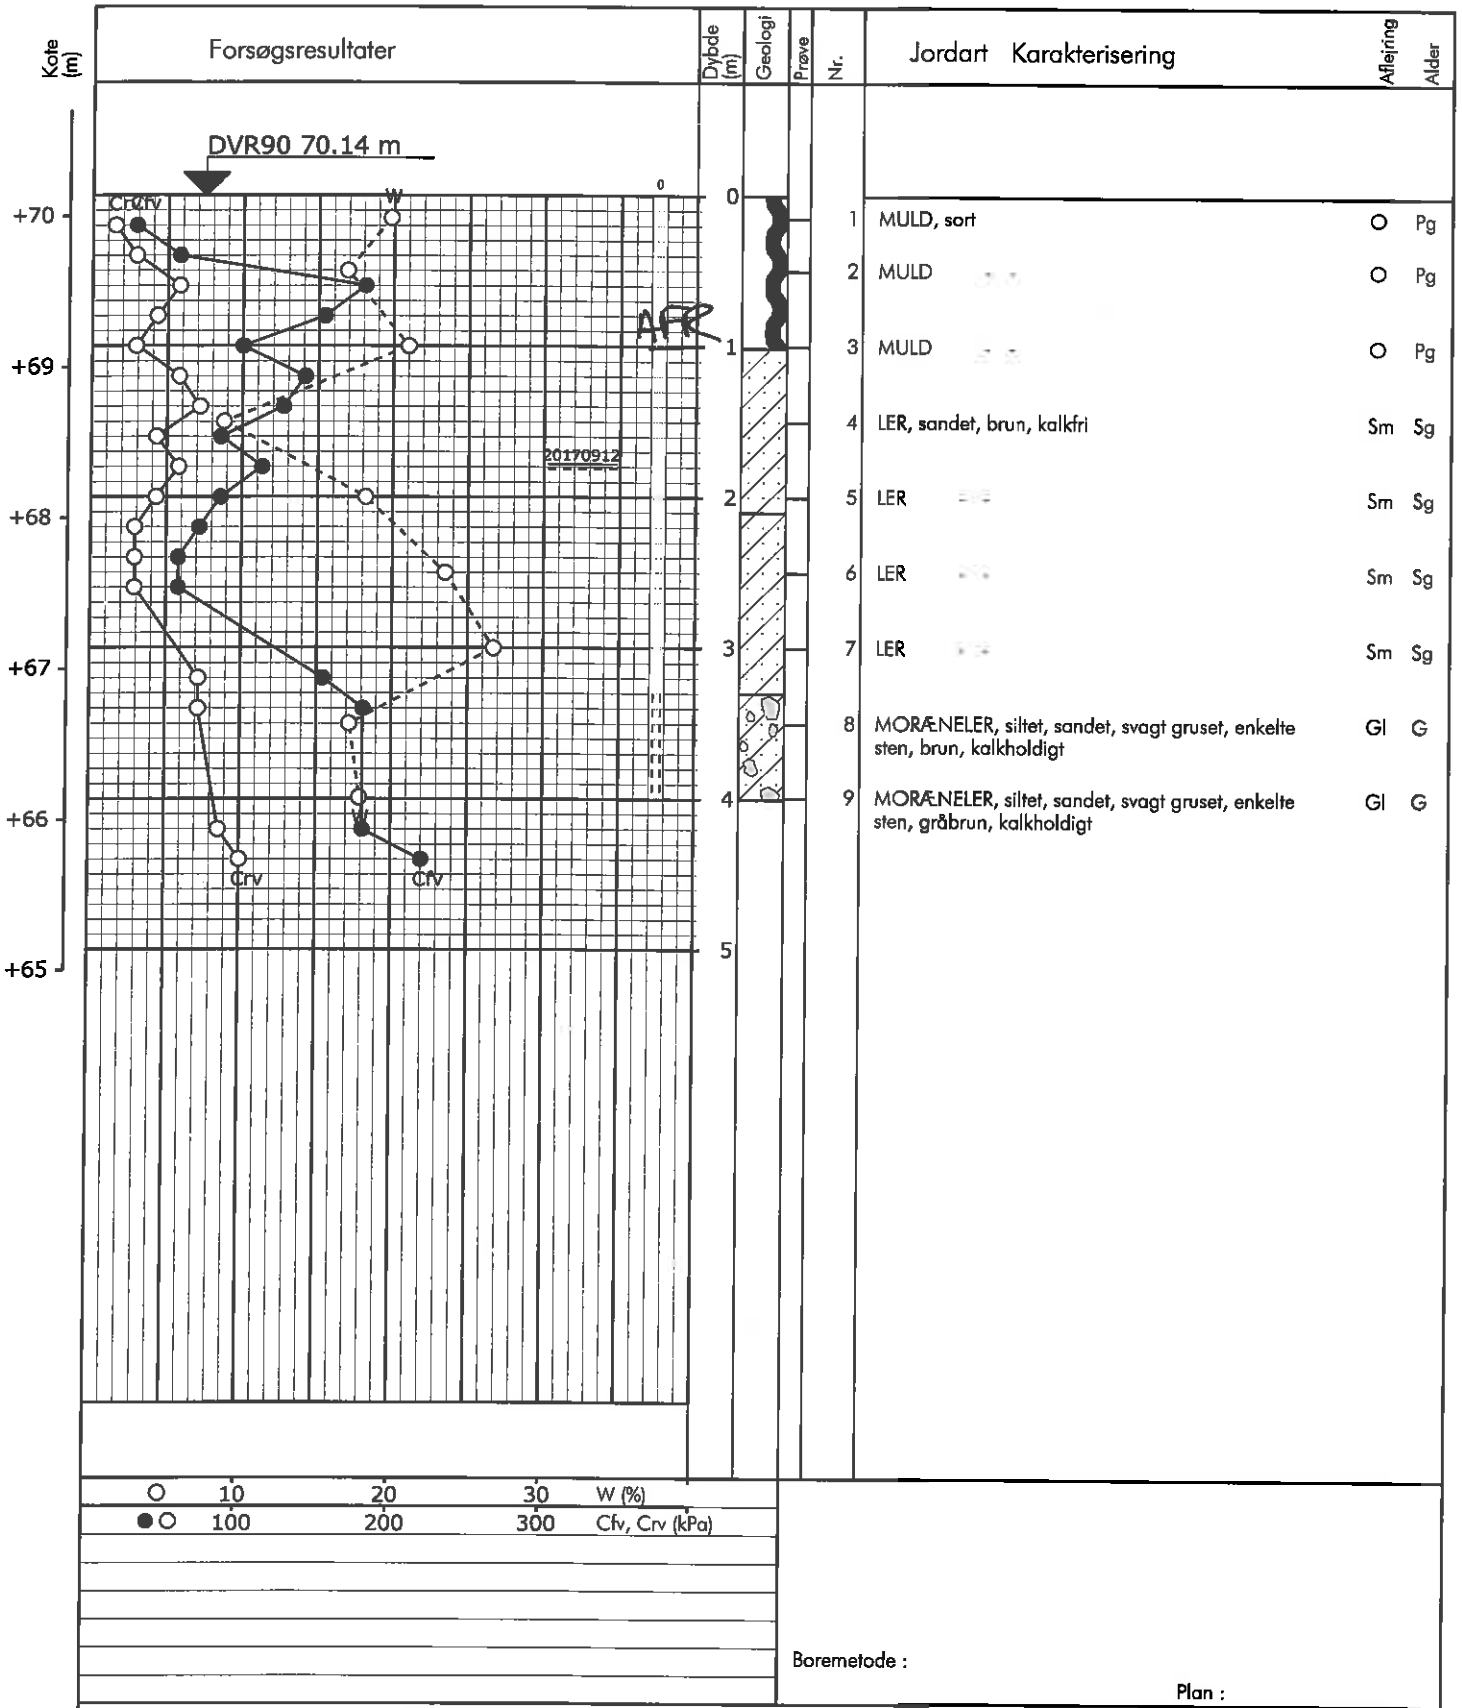 Kote (m)
Forsøgsresultater
Dybde (m)
Geologi
Prøve
Nr.
Jordart Karakterisering
Aflejring
Alder
DVR90 70.14 m
Crv Cfv
W
0
0
+70
1 MULD, sort O Pg
2 MULD O Pg
AFR
1
3 MULD O Pg
+69
4 LER, sandet, brun, kalkfri Sm Sg
20170912
2
5 LER Sm Sg
+68
6 LER Sm Sg
3
7 LER Sm Sg
+67
8 MORÆNELER, siltet, sandet, svagt gruset, enkelte Gl G
sten, brun, kalkholdigt
4
9 MORÆNELER, siltet, sandet, svagt gruset, enkelte Gl G
sten, gråbrun, kalkholdigt
+66
W
Crv
Cfv
5
+65
10 20 30 W (%)
100 200 300 Cfv, Crv (kPa)
Boremetode :
Plan :